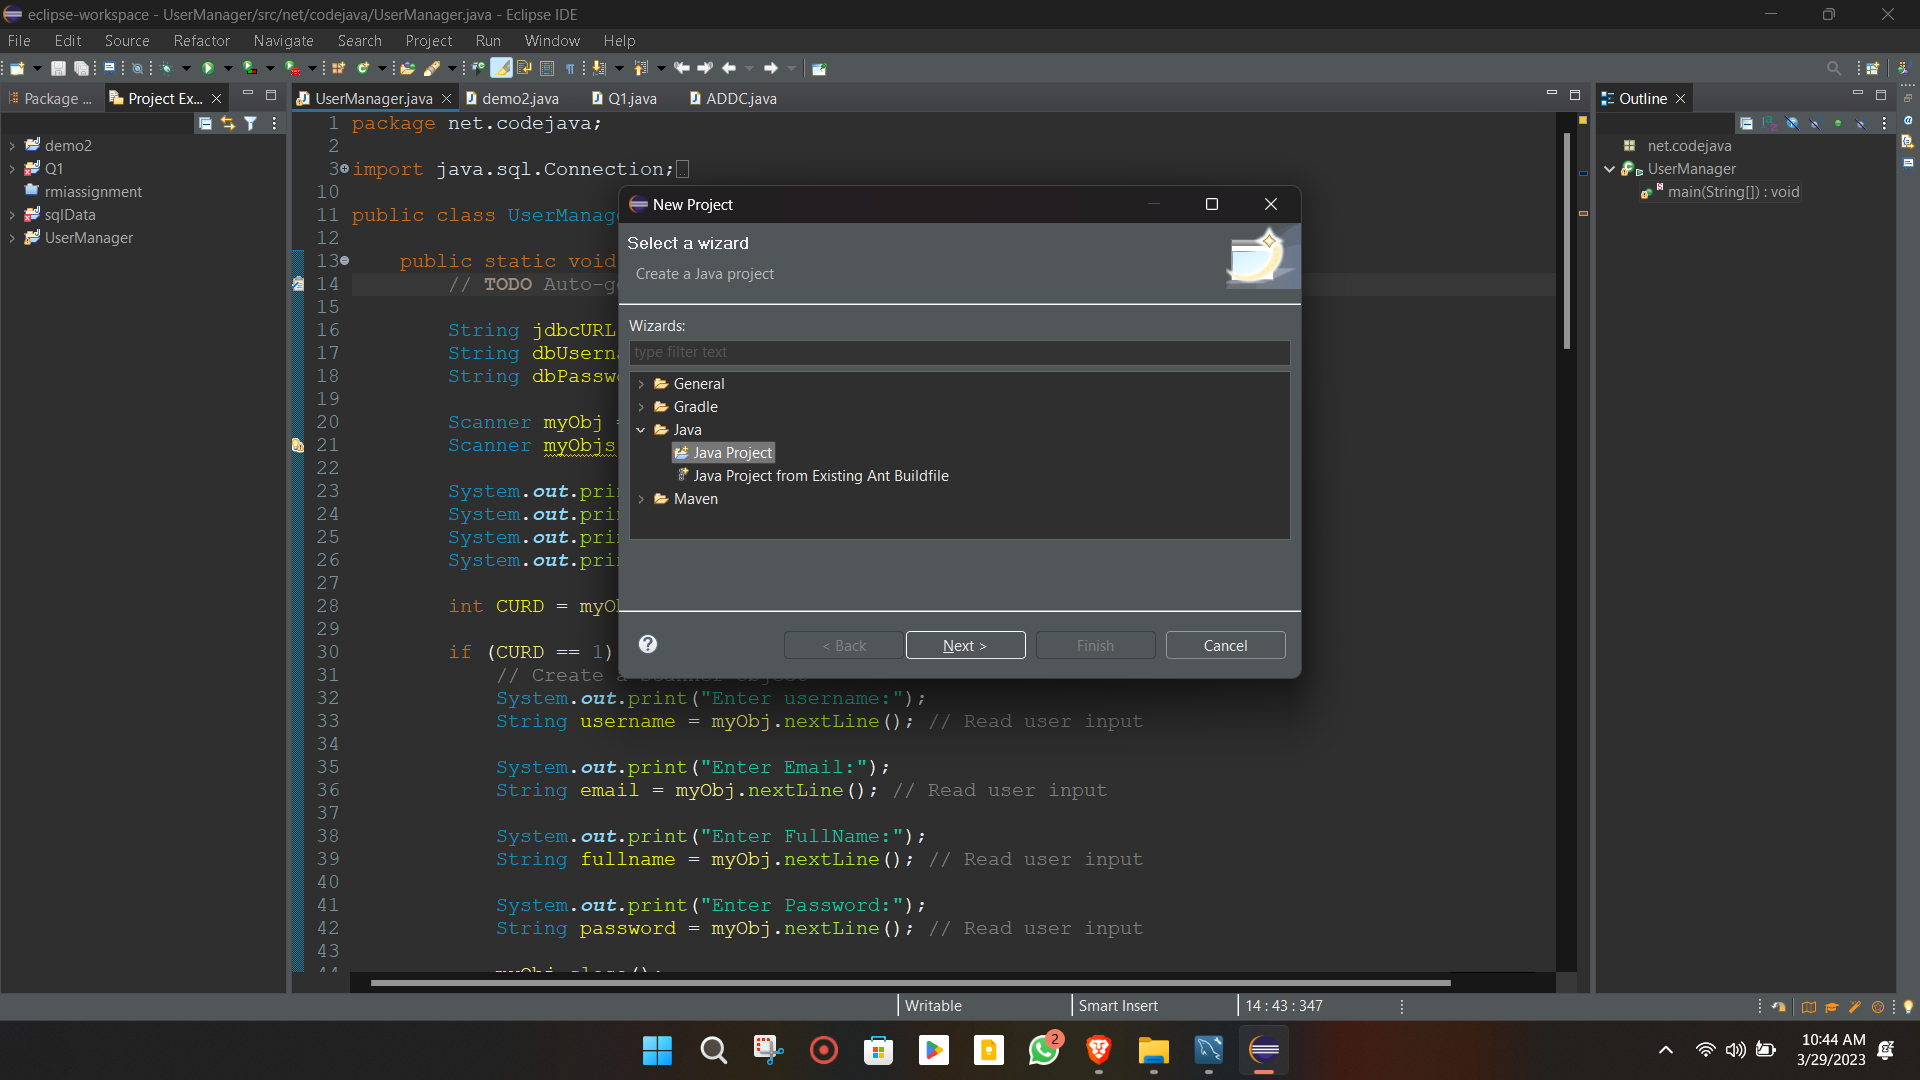 eclipse-workspace - UserManager/src/net/codejava/UserManager.java - Eclipse IDE
File Edit Source Refactor Navigate Search Project Run Window Help
Package ... Project Ex... UserManager.java demo2.java Q1.java ADDC.java Outline
demo2
Q1
rmiassignment
sqlData
UserManager
1 package net.codejava;
2
3 import java.sql.Connection;
10
11 public class UserManage
12
13 public static void
14 // TODO Auto-g
15
16 String jdbcURL
17 String dbUsern
18 String dbPassw
19
20 Scanner myObj =
21 Scanner myObjs
22
23 System.out.prin
24 System.out.prin
25 System.out.prin
26 System.out.prin
27
28 int CURD = myO
29
30 if (CURD == 1)
31 // Create a Scanner object
32 System.out.print("Enter username:");
33 String username = myObj.nextLine(); // Read user input
34
35 System.out.print("Enter Email:");
36 String email = myObj.nextLine(); // Read user input
37
38 System.out.print("Enter FullName:");
39 String fullname = myObj.nextLine(); // Read user input
40
41 System.out.print("Enter Password:");
42 String password = myObj.nextLine(); // Read user input
43
44 myObj.close();
New Project
Select a wizard
Create a Java project
Wizards:
type filter text
General
Gradle
Java
Java Project
Java Project from Existing Ant Buildfile
Maven
< Back Next > Finish Cancel
net.codejava
UserManager
main(String[]) : void
Writable Smart Insert 14 : 43 : 347
2
10:44 AM
3/29/2023